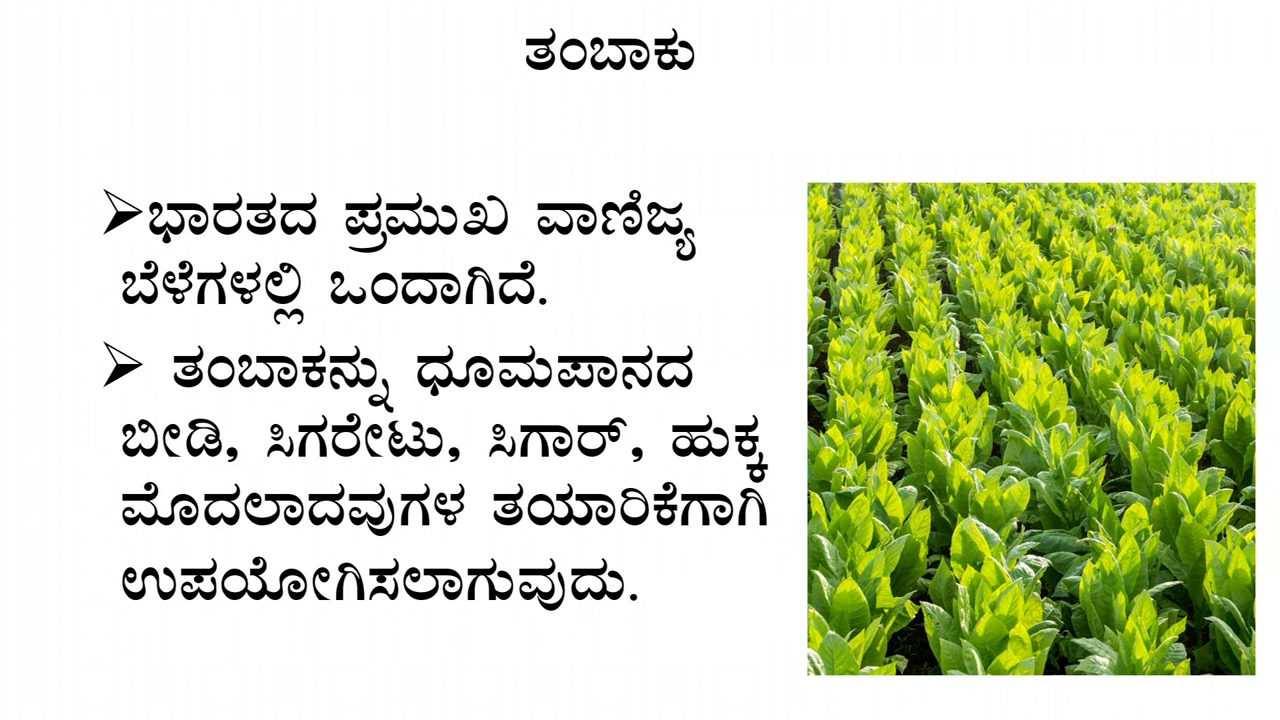 ತಂಬಾಕು
➢ಭಾರತದ ಪ್ರಮುಖ ವಾಣಿಜ್ಯ
ಬೆಳೆಗಳಲ್ಲಿ ಒಂದಾಗಿದೆ.
➢ ತಂಬಾಕನ್ನು ಧೂಮಪಾನದ
ಬೀಡಿ, ಸಿಗರೇಟು, ಸಿಗಾರ್, ಹುಕ್ಕ
ಮೊದಲಾದವುಗಳ ತಯಾರಿಕೆಗಾಗಿ
ಉಪಯೋಗಿಸಲಾಗುವುದು.